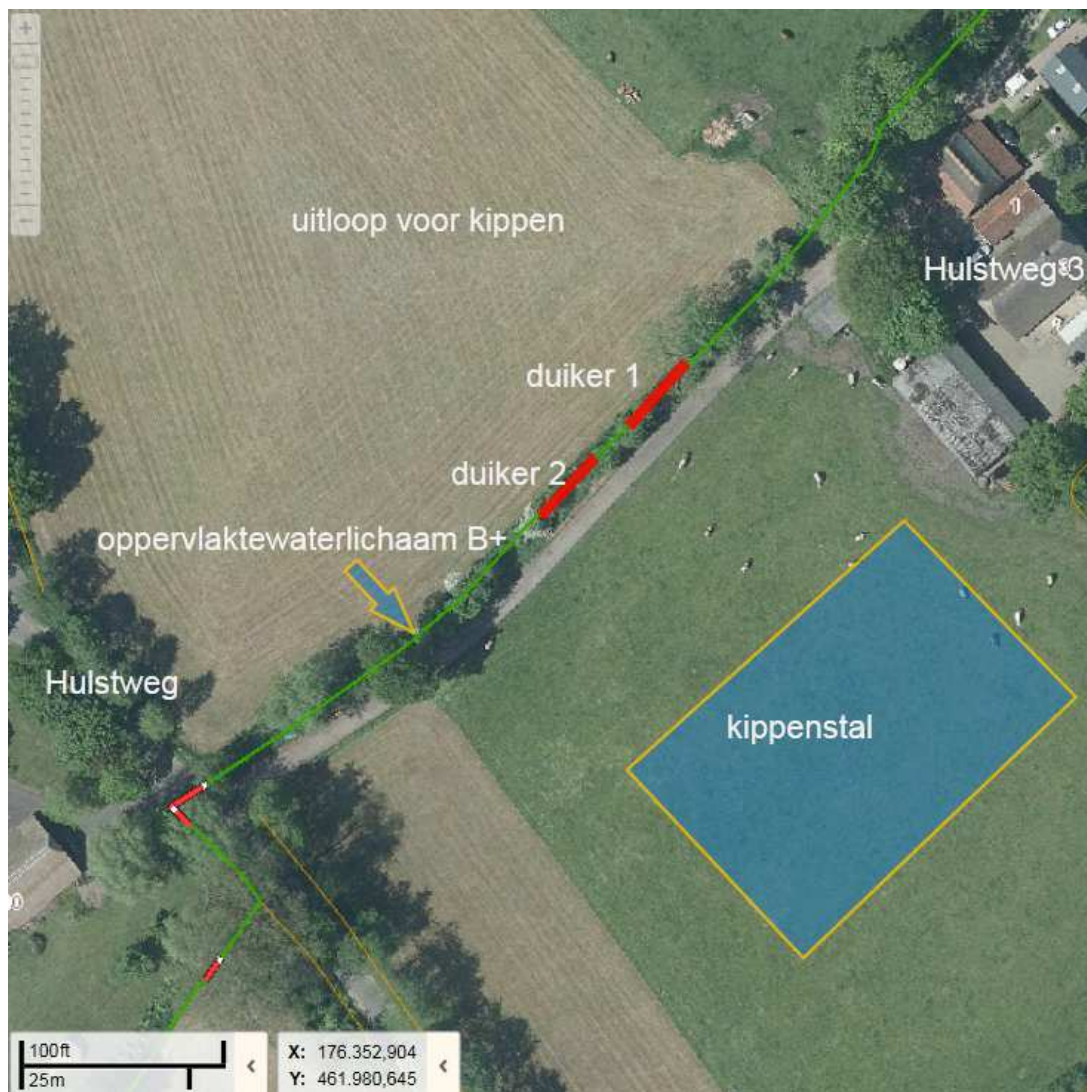 uitloop voor kippen
Hulstweg 3
duiker 1
duiker 2
oppervlaktewaterlichaam B+
Hulstweg
kippenstal
100ft
25m
X: 176.352,904
Y: 461.980,645